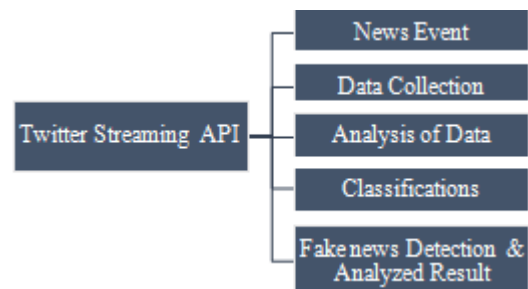 Twitter Streaming API
News Event
Data Collection
Analysis of Data
Classifications
Fake news Detection &
Analyzed Result